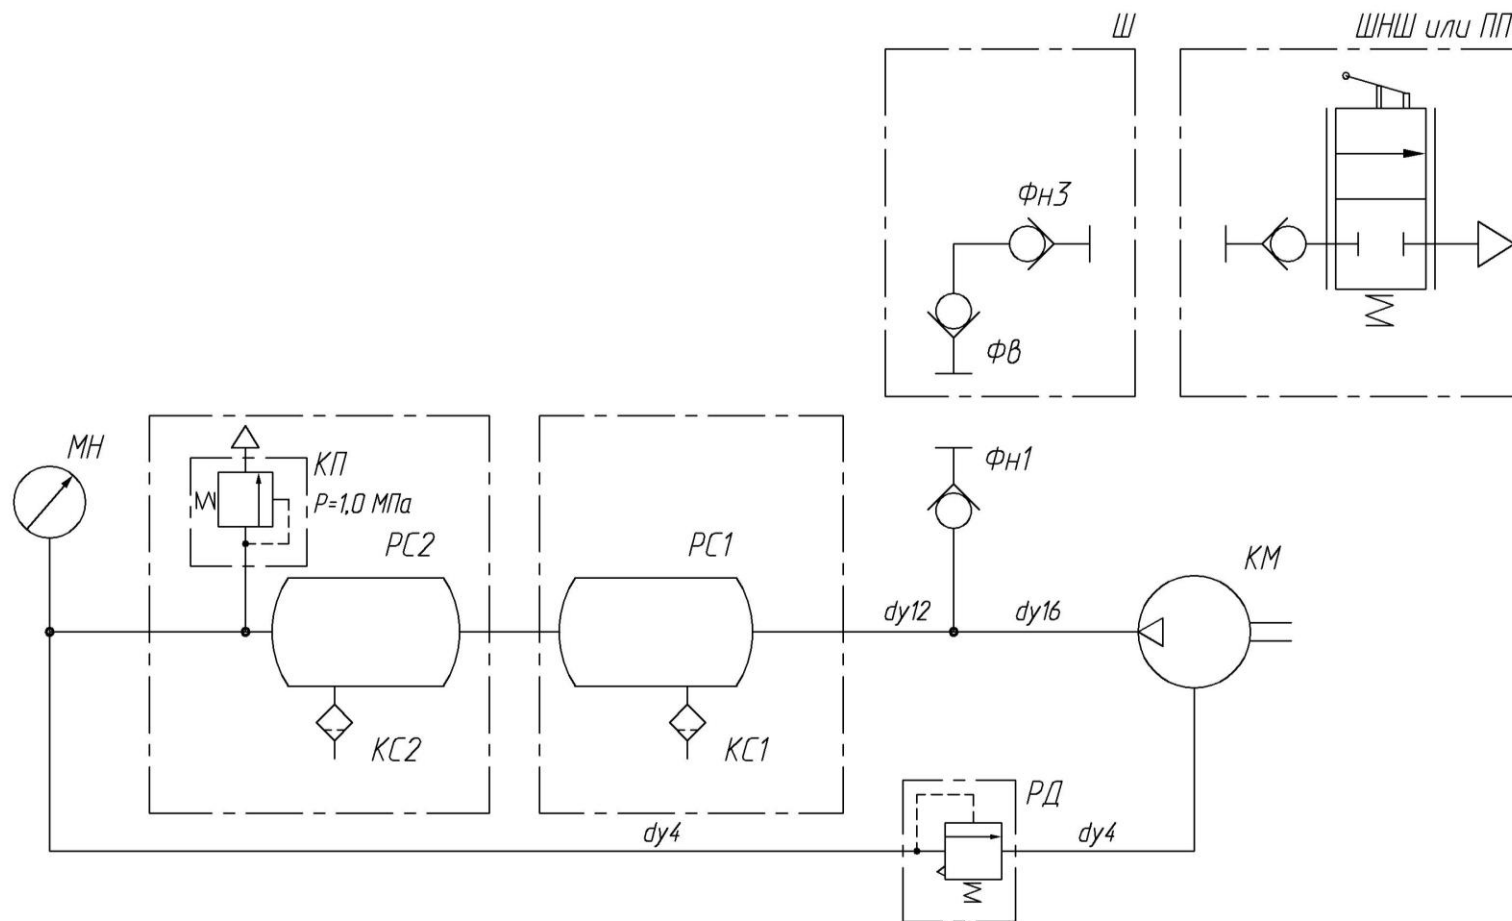 Ш
ШНШ или ПП
Фн3
Фв
МН
КП
Р=1,0 МПа
Фн1
РС2
РС1
КМ
dy12
dy16
КС2
КС1
РД
dy4
dy4